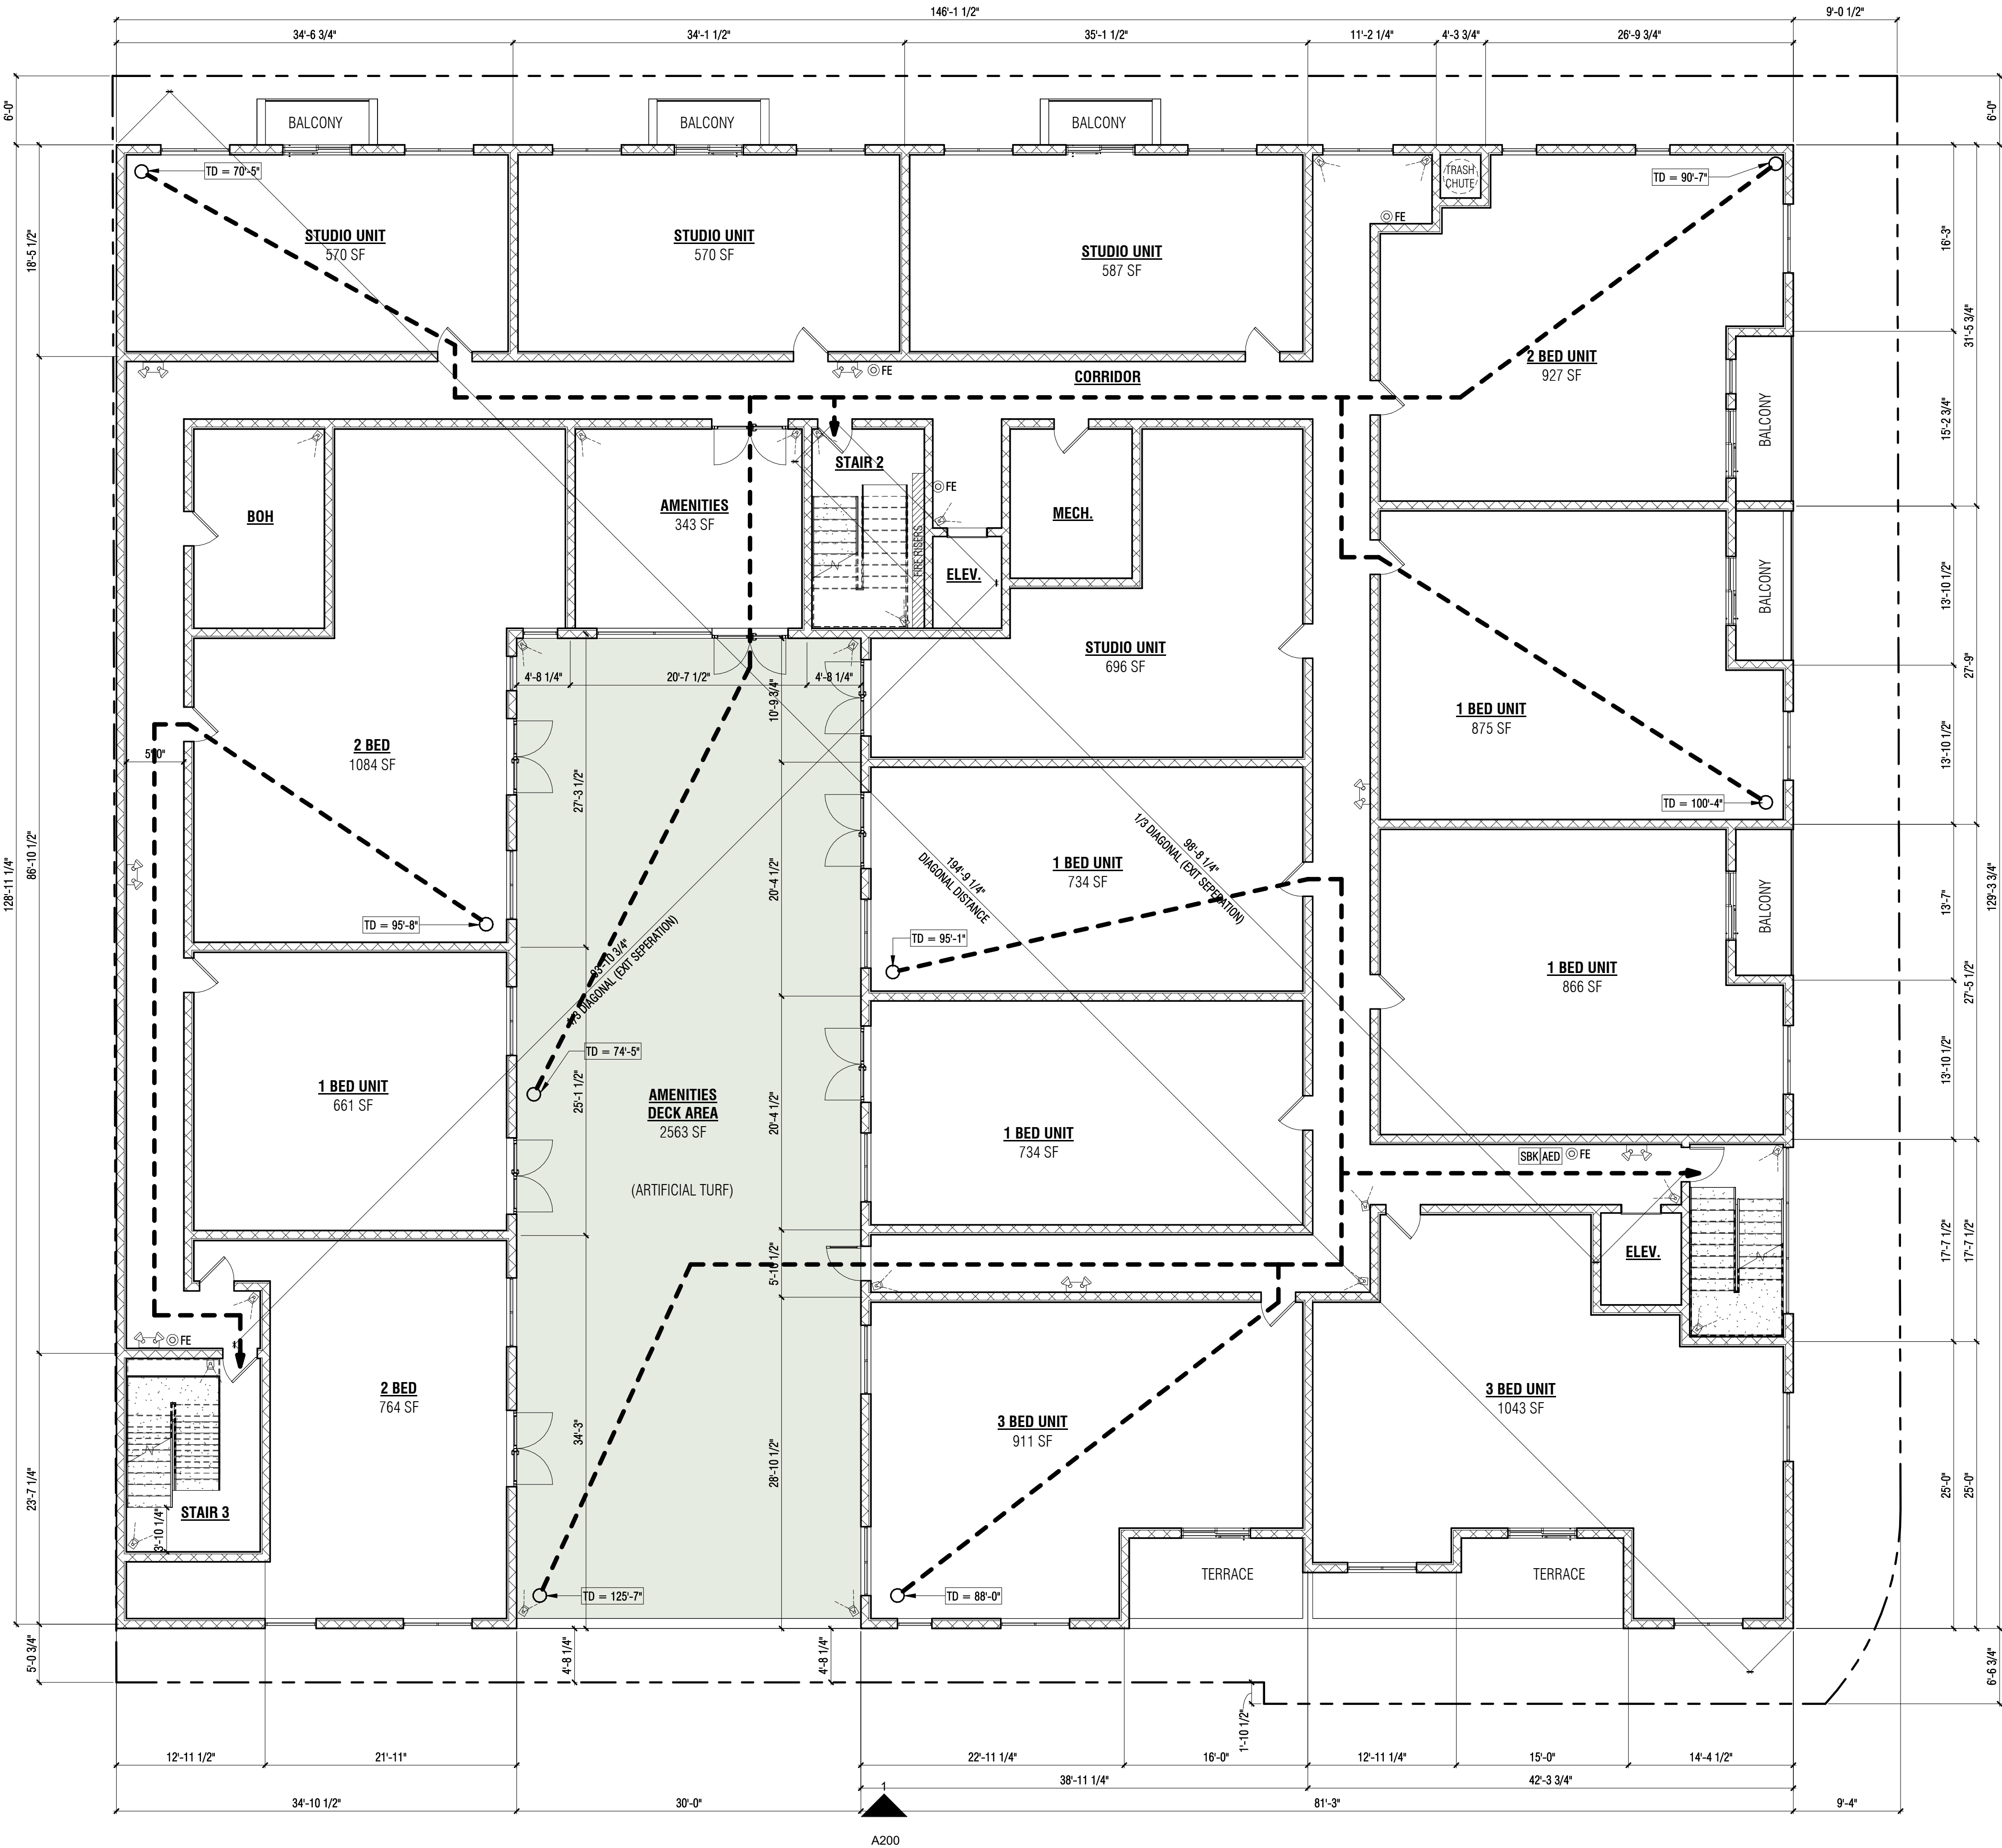 146'-1 1/2"
9'-0 1/2"
34'-6 3/4"
34'-1 1/2"
35'-1 1/2"
11'-2 1/4"
4'-3 3/4"
26'-9 3/4"
6'-0"
6'-0"
BALCONY
BALCONY
BALCONY
TD = 70'-5"
TRASH
CHUTE
TD = 90'-7"
FE
STUDIO UNIT
570 SF
STUDIO UNIT
570 SF
STUDIO UNIT
587 SF
18'-5 1/2"
16'-3"
31'-5 3/4"
2 BED UNIT
927 SF
FE
CORRIDOR
BALCONY
15'-2 3/4"
STAIR 2
FE
FIRE RISERS
AMENITIES
343 SF
BOH
MECH.
ELEV.
BALCONY
13'-10 1/2"
27'-9"
STUDIO UNIT
696 SF
4'-8 1/4"
20'-7 1/2"
4'-8 1/4"
10'-9 3/4"
1 BED UNIT
875 SF
13'-10 1/2"
2 BED
1084 SF
5'-0"
27'-3 1/2"
TD = 100'-4"
128'-11 1/4"
86'-10 1/2"
20'-4 1/2"
1 BED UNIT
734 SF
194'-9 1/4"
DIAGONAL DISTANCE
98'-8 1/4"
1/3 DIAGONAL (EXIT SEPERATION)
BALCONY
13'-7"
129'-3 3/4"
TD = 95'-8"
TD = 95'-1"
93'-10 3/4"
1/3 DIAGONAL (EXIT SEPERATION)
1 BED UNIT
866 SF
27'-5 1/2"
TD = 74'-5"
25'-1 1/2"
13'-10 1/2"
1 BED UNIT
661 SF
AMENITIES
DECK AREA
2563 SF
20'-4 1/2"
1 BED UNIT
734 SF
SBK
AED
FE
(ARTIFICIAL TURF)
ELEV.
17'-7 1/2"
17'-7 1/2"
5'-10 1/2"
FE
2 BED
764 SF
3 BED UNIT
1043 SF
3 BED UNIT
911 SF
34'-3"
28'-10 1/2"
23'-7 1/4"
25'-0"
25'-0"
STAIR 3
3'-10 1/4"
TERRACE
TERRACE
TD = 125'-7"
TD = 88'-0"
5'-0 3/4"
4'-8 1/4"
4'-8 1/4"
6'-6 3/4"
1'-10 1/2"
12'-11 1/2"
21'-11"
22'-11 1/4"
16'-0"
12'-11 1/4"
15'-0"
14'-4 1/2"
38'-11 1/4"
42'-3 3/4"
34'-10 1/2"
30'-0"
1
81'-3"
9'-4"
A200